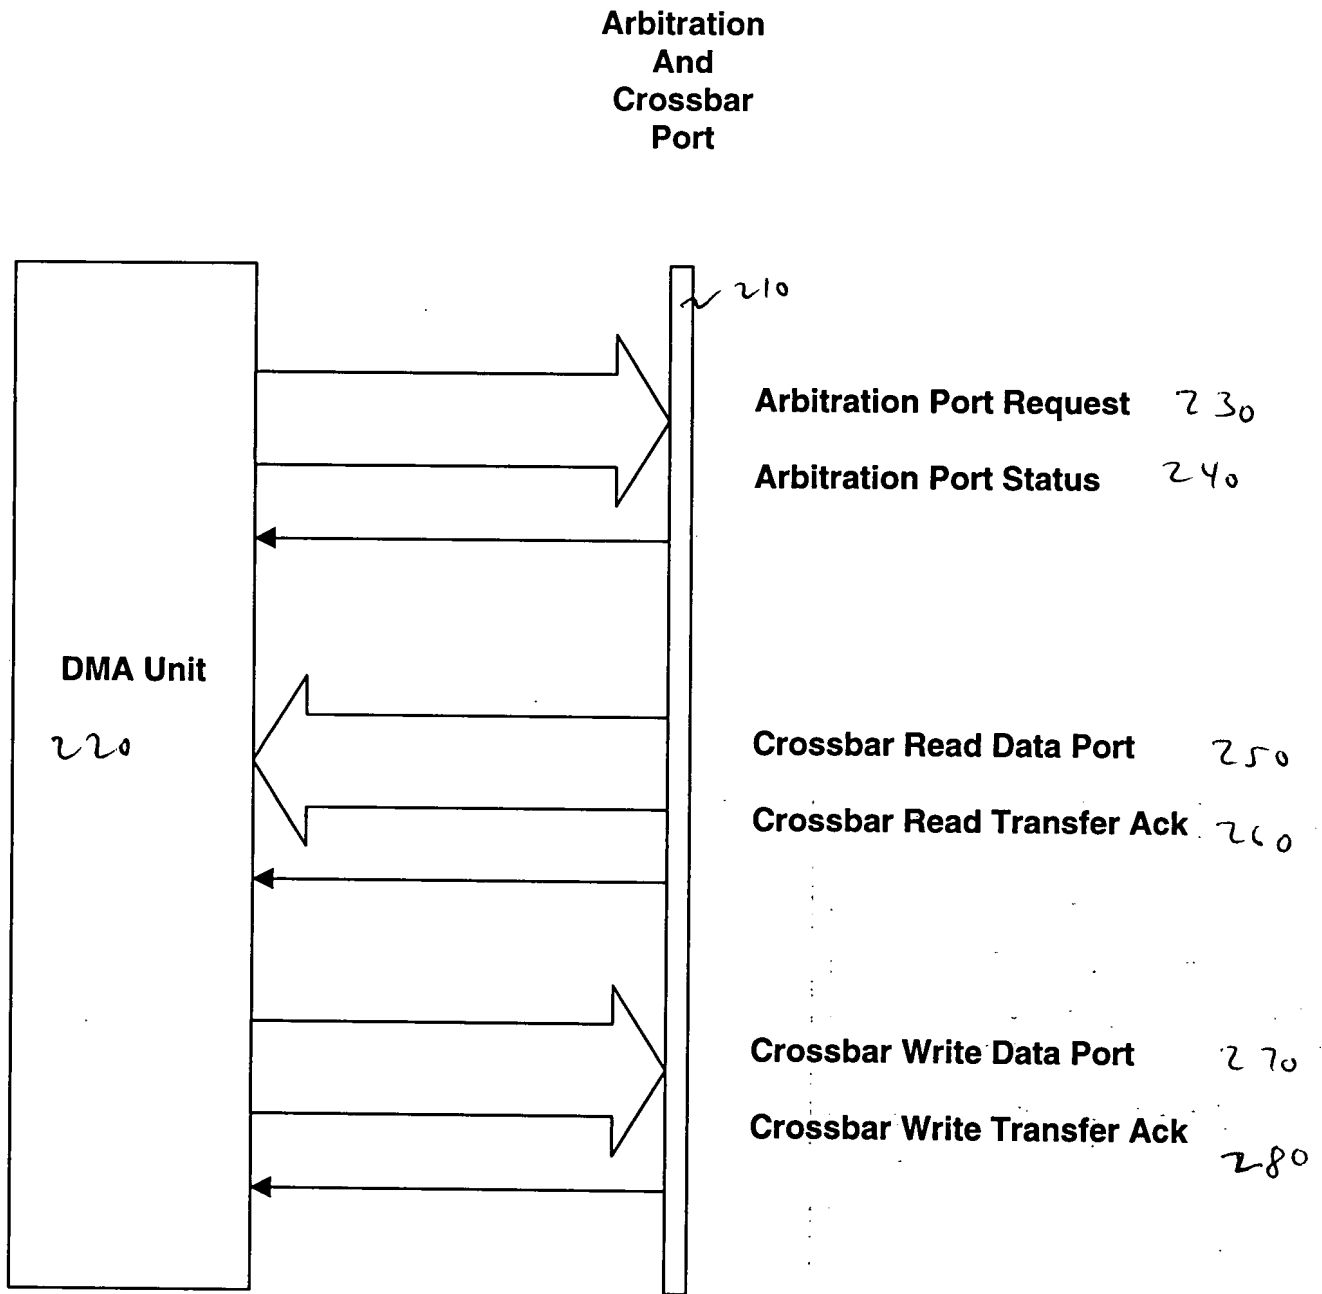 Arbitration
And
Crossbar
Port
210
Arbitration Port Request 230
Arbitration Port Status 240
DMA Unit
220
Crossbar Read Data Port 250
Crossbar Read Transfer Ack 260
Crossbar Write Data Port 270
Crossbar Write Transfer Ack
280